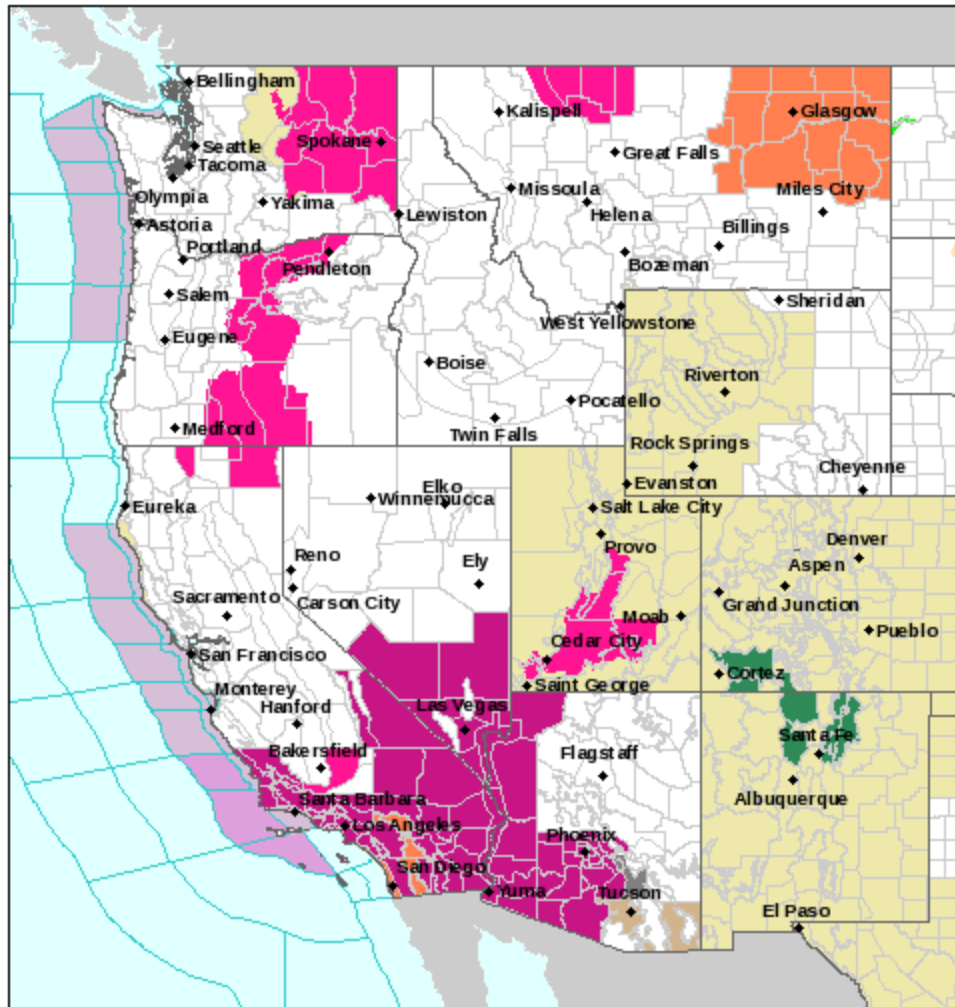 Bellingham
Kalispell
Glasgow
Spokane
Seattle
Great Falls
Tacoma
Miles City
Olympia
Missoula
Yakima
Helena
Lewiston
Astoria
Billings
Portland
Pendleton
Bozeman
Salem
Sheridan
West Yellowstone
Eugene
Boise
Riverton
Pocatello
Medford
Twin Falls
Rock Springs
Cheyenne
Elko
Evanston
Winnemucca
Eureka
Salt Lake City
Denver
Provo
Reno
Ely
Aspen
Sacramento
Carson City
Grand Junction
Moab
Pueblo
Cedar City
San Francisco
Cortez
Saint George
Monterey
Hanford
Las Vegas
Santa Fe
Bakersfield
Flagstaff
Santa Barbara
Albuquerque
Los Angeles
Phoenix
San Diego
Yuma
Tucson
El Paso